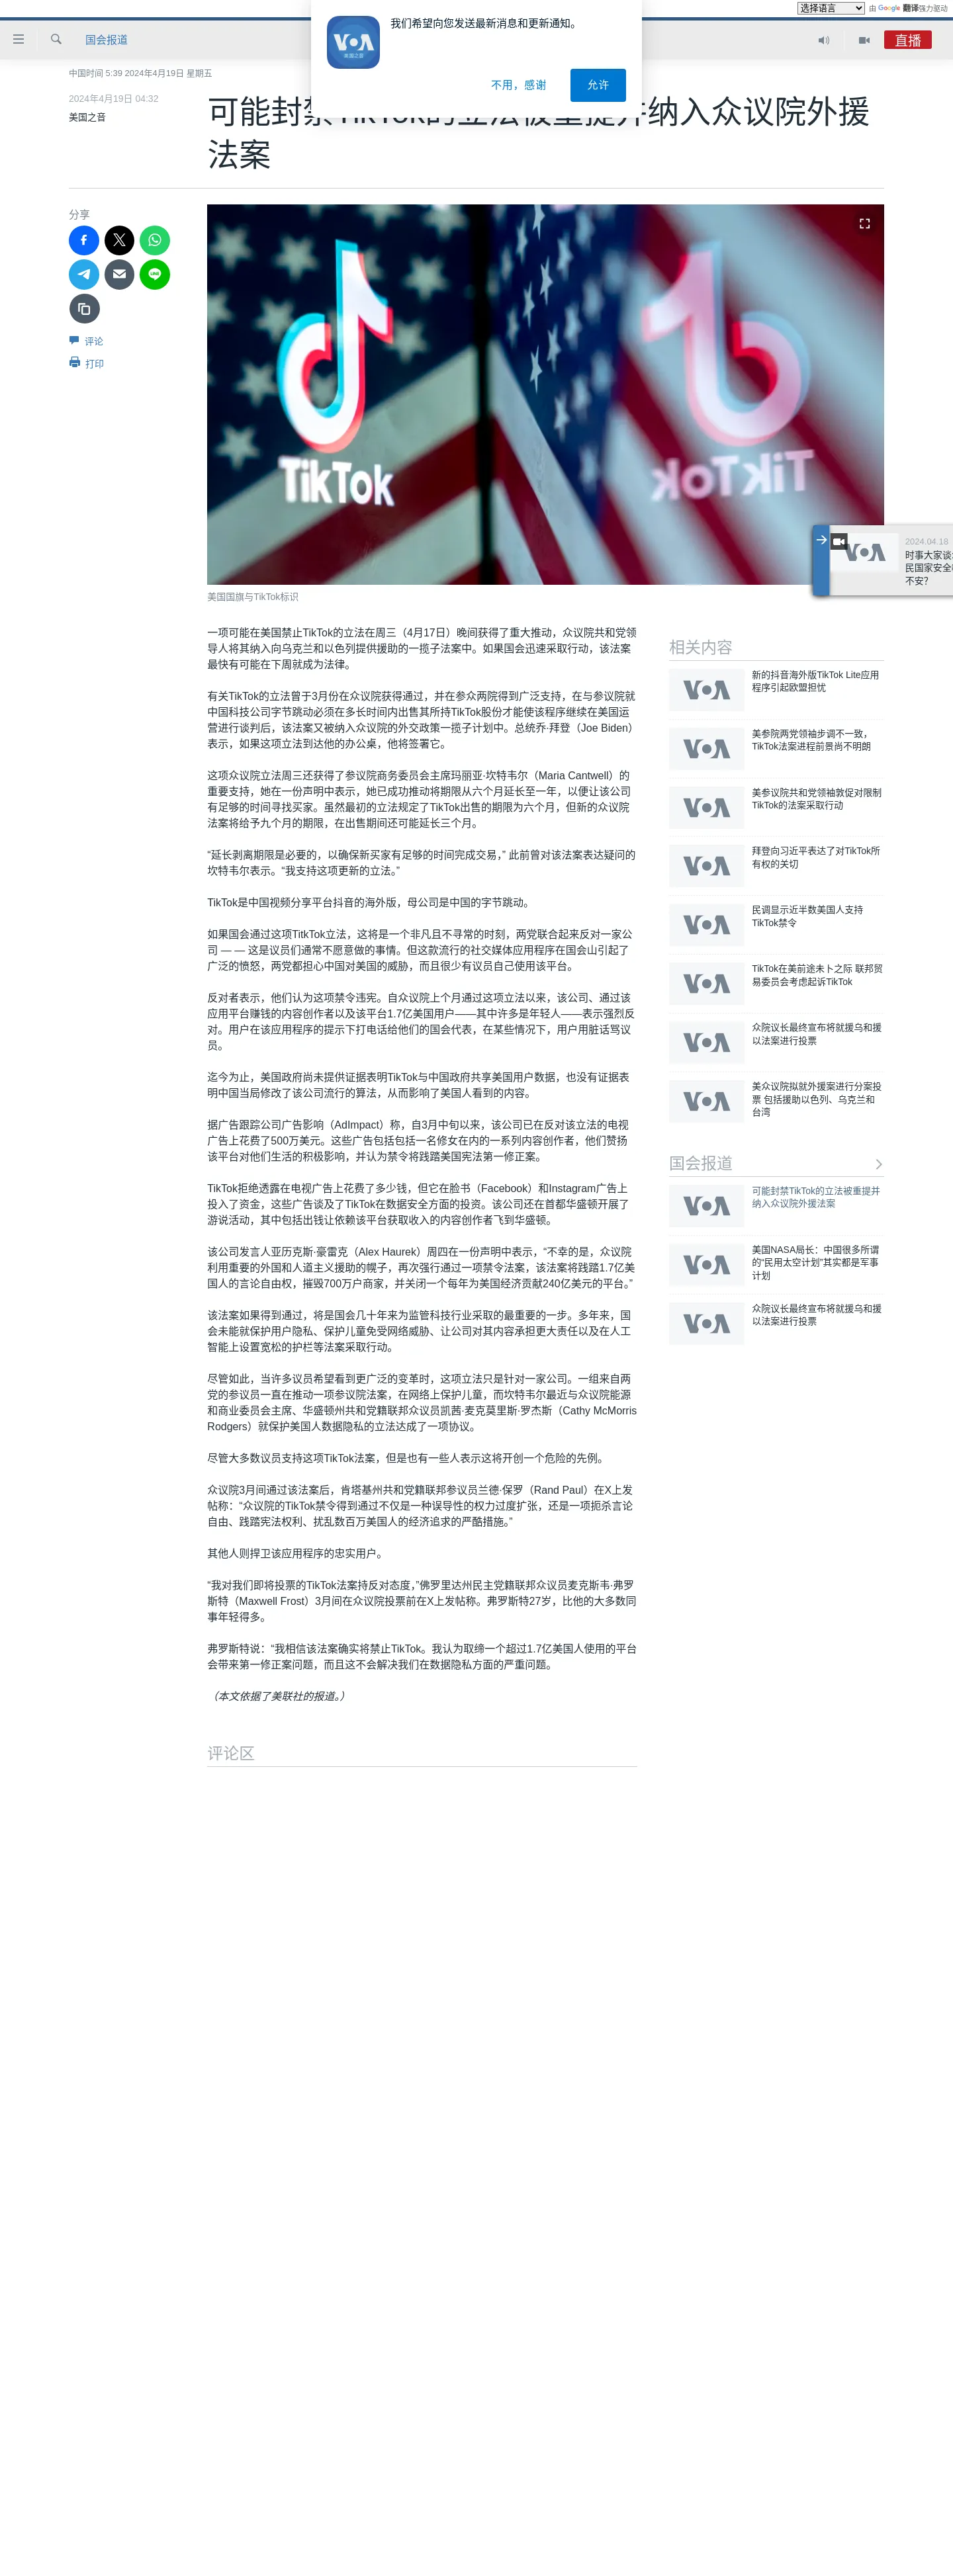 选择语言
由 Google 翻译强力驱动
我们希望向您发送最新消息和更新通知。
VOA
美国之音
不用，感谢
允许
国会报道
直播
中国时间 5:39 2024年4月19日 星期五
2024年4月19日 04:32
美国之音
可能封禁TikTok的立法被重提并纳入众议院外援
法案
分享
评论
打印
TikTok
TikTok
美国国旗与TikTok标识
2024.04.18
时事大家谈
民国家安全
不安?
一项可能在美国禁止TikTok的立法在周三（4月17日）晚间获得了重大推动，众议院共和党领
导人将其纳入向乌克兰和以色列提供援助的一揽子法案中。如果国会迅速采取行动，该法案
最快有可能在下周就成为法律。
有关TikTok的立法曾于3月份在众议院获得通过，并在参众两院得到广泛支持，在与参议院就
中国科技公司字节跳动必须在多长时间内出售其所持TikTok股份才能使该程序继续在美国运
营进行谈判后，该法案又被纳入众议院的外交政策一揽子计划中。总统乔·拜登（Joe Biden）
表示，如果这项立法到达他的办公桌，他将签署它。
这项众议院立法周三还获得了参议院商务委员会主席玛丽亚·坎特韦尔（Maria Cantwell）的
重要支持，她在一份声明中表示，她已成功推动将期限从六个月延长至一年，以便让该公司
有足够的时间寻找买家。虽然最初的立法规定了TikTok出售的期限为六个月，但新的众议院
法案将给予九个月的期限，在出售期间还可能延长三个月。
“延长剥离期限是必要的，以确保新买家有足够的时间完成交易，” 此前曾对该法案表达疑问的
坎特韦尔表示。“我支持这项更新的立法。”
TikTok是中国视频分享平台抖音的海外版，母公司是中国的字节跳动。
如果国会通过这项TitkTok立法，这将是一个非凡且不寻常的时刻，两党联合起来反对一家公
司 — — 这是议员们通常不愿意做的事情。但这款流行的社交媒体应用程序在国会山引起了
广泛的愤怒，两党都担心中国对美国的威胁，而且很少有议员自己使用该平台。
反对者表示，他们认为这项禁令违宪。自众议院上个月通过这项立法以来，该公司、通过该
应用平台赚钱的内容创作者以及该平台1.7亿美国用户——其中许多是年轻人——表示强烈反
对。用户在该应用程序的提示下打电话给他们的国会代表，在某些情况下，用户用脏话骂议
员。
迄今为止，美国政府尚未提供证据表明TikTok与中国政府共享美国用户数据，也没有证据表
明中国当局修改了该公司流行的算法，从而影响了美国人看到的内容。
据广告跟踪公司广告影响（AdImpact）称，自3月中旬以来，该公司已在反对该立法的电视
广告上花费了500万美元。这些广告包括包括一名修女在内的一系列内容创作者，他们赞扬
该平台对他们生活的积极影响，并认为禁令将践踏美国宪法第一修正案。
TikTok拒绝透露在电视广告上花费了多少钱，但它在脸书（Facebook）和Instagram广告上
投入了资金，这些广告谈及了TikTok在数据安全方面的投资。该公司还在首都华盛顿开展了
游说活动，其中包括出钱让依赖该平台获取收入的内容创作者飞到华盛顿。
该公司发言人亚历克斯·豪雷克（Alex Haurek）周四在一份声明中表示，“不幸的是，众议院
利用重要的外国和人道主义援助的幌子，再次强行通过一项禁令法案，该法案将践踏1.7亿美
国人的言论自由权，摧毁700万户商家，并关闭一个每年为美国经济贡献240亿美元的平台。”
该法案如果得到通过，将是国会几十年来为监管科技行业采取的最重要的一步。多年来，国
会未能就保护用户隐私、保护儿童免受网络威胁、让公司对其内容承担更大责任以及在人工
智能上设置宽松的护栏等法案采取行动。
尽管如此，当许多议员希望看到更广泛的变革时，这项立法只是针对一家公司。一组来自两
党的参议员一直在推动一项参议院法案，在网络上保护儿童，而坎特韦尔最近与众议院能源
和商业委员会主席、华盛顿州共和党籍联邦众议员凯茜·麦克莫里斯·罗杰斯（Cathy McMorris
Rodgers）就保护美国人数据隐私的立法达成了一项协议。
尽管大多数议员支持这项TikTok法案，但是也有一些人表示这将开创一个危险的先例。
众议院3月间通过该法案后，肯塔基州共和党籍联邦参议员兰德·保罗（Rand Paul）在X上发
帖称：“众议院的TikTok禁令得到通过不仅是一种误导性的权力过度扩张，还是一项扼杀言论
自由、践踏宪法权利、扰乱数百万美国人的经济追求的严酷措施。”
其他人则捍卫该应用程序的忠实用户。
“我对我们即将投票的TikTok法案持反对态度，”佛罗里达州民主党籍联邦众议员麦克斯韦·弗罗
斯特（Maxwell Frost）3月间在众议院投票前在X上发帖称。弗罗斯特27岁，比他的大多数同
事年轻得多。
弗罗斯特说：“我相信该法案确实将禁止TikTok。我认为取缔一个超过1.7亿美国人使用的平台
会带来第一修正案问题，而且这不会解决我们在数据隐私方面的严重问题。
（本文依据了美联社的报道。）
评论区
相关内容
新的抖音海外版TikTok Lite应用
程序引起欧盟担忧
美参院两党领袖步调不一致，
TikTok法案进程前景尚不明朗
美参议院共和党领袖敦促对限制
TikTok的法案采取行动
拜登向习近平表达了对TikTok所
有权的关切
民调显示近半数美国人支持
TikTok禁令
TikTok在美前途未卜之际 联邦贸
易委员会考虑起诉TikTok
众院议长最终宣布将就援乌和援
以法案进行投票
美众议院拟就外援案进行分案投
票 包括援助以色列、乌克兰和
台湾
国会报道
可能封禁TikTok的立法被重提并
纳入众议院外援法案
美国NASA局长：中国很多所谓
的“民用太空计划”其实都是军事
计划
众院议长最终宣布将就援乌和援
以法案进行投票